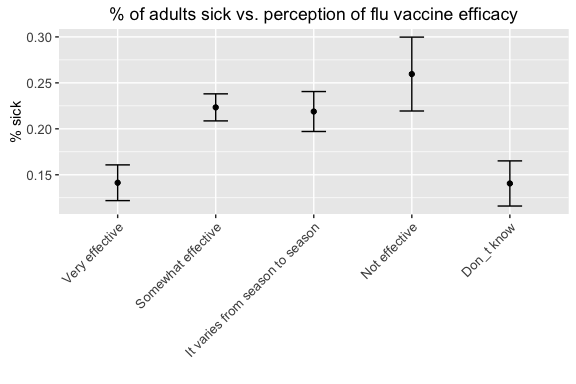 % of adults sick vs. perception of flu vaccine efficacy
% sick
0.30
0.25
0.20
0.15
Very effective
Somewhat effective
It varies from season to season
Not effective
Don_t know